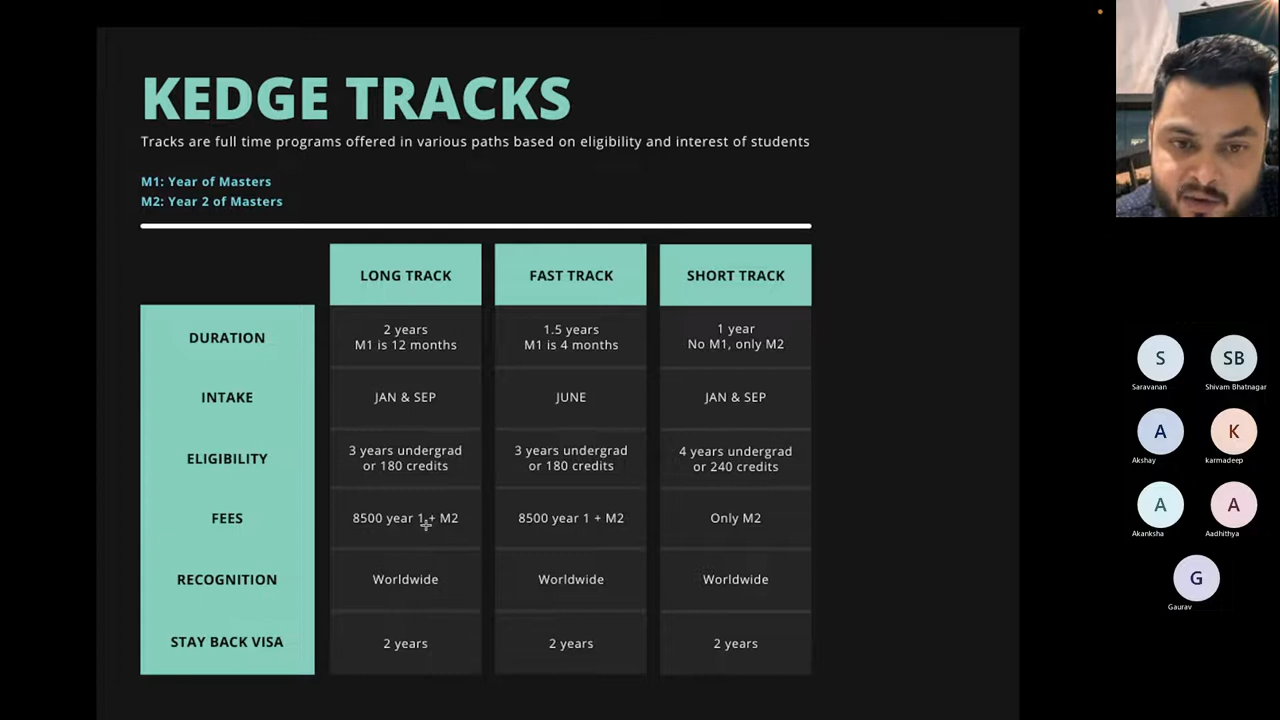 KEDGE TRACKS
Tracks are full time programs offered in various paths based on eligibility and interest of students
M1: Year of Masters
M2: Year 2 of Masters
LONG TRACK
FAST TRACK
SHORT TRACK
DURATION
2 years
M1 is 12 months
1.5 years
M1 is 4 months
1 year
No M1, only M2
INTAKE
JAN & SEP
JUNE
JAN & SEP
ELIGIBILITY
3 years undergrad
or 180 credits
3 years undergrad
or 180 credits
4 years undergrad
or 240 credits
FEES
8500 year 1 + M2
8500 year 1 + M2
Only M2
RECOGNITION
Worldwide
Worldwide
Worldwide
STAY BACK VISA
2 years
2 years
2 years
S
Saravanan
SB
Shivam Bhatnagar
A
Akshay
K
karmadeep
A
Akanksha
A
Aadhithya
G
Gaurav